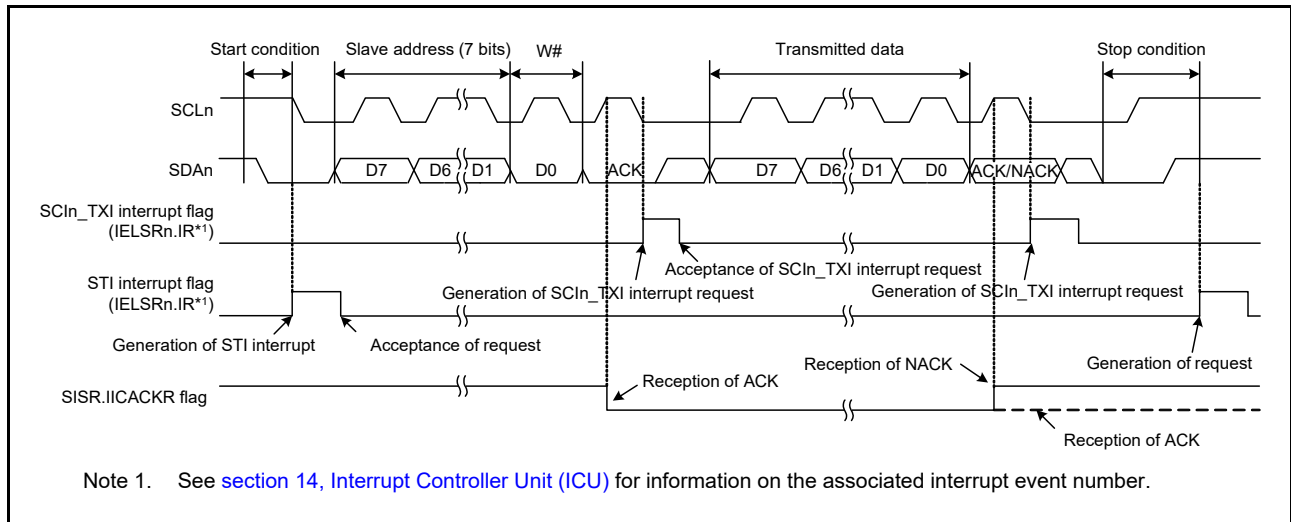 Start condition
Slave address (7 bits)
W#
Transmitted data
Stop condition
SCLn
SDAn
D7
D6
D1
D0
ACK
D7
D6
D1
D0
ACK/NACK
SCIn_TXI interrupt flag
(IELSRn.IR*1)
Acceptance of SCIn_TXI interrupt request
STI interrupt flag
(IELSRn.IR*1)
Generation of SCIn_TXI interrupt request
Generation of SCIn_TXI interrupt request
Generation of STI interrupt
Acceptance of request
Generation of request
SISR.IICACKR flag
Reception of ACK
Reception of NACK
Reception of ACK
Note 1. See section 14, Interrupt Controller Unit (ICU) for information on the associated interrupt event number.